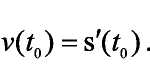 v(t₀) = s′(t₀).